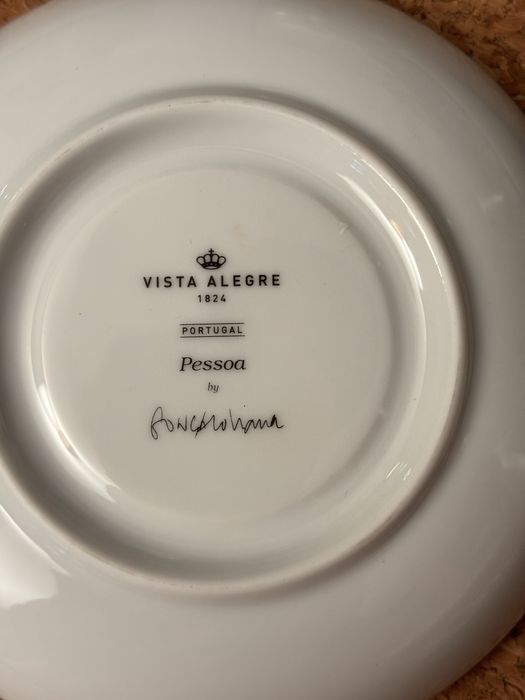 VISTA ALEGRE
1824
PORTUGAL
Pessoa
by